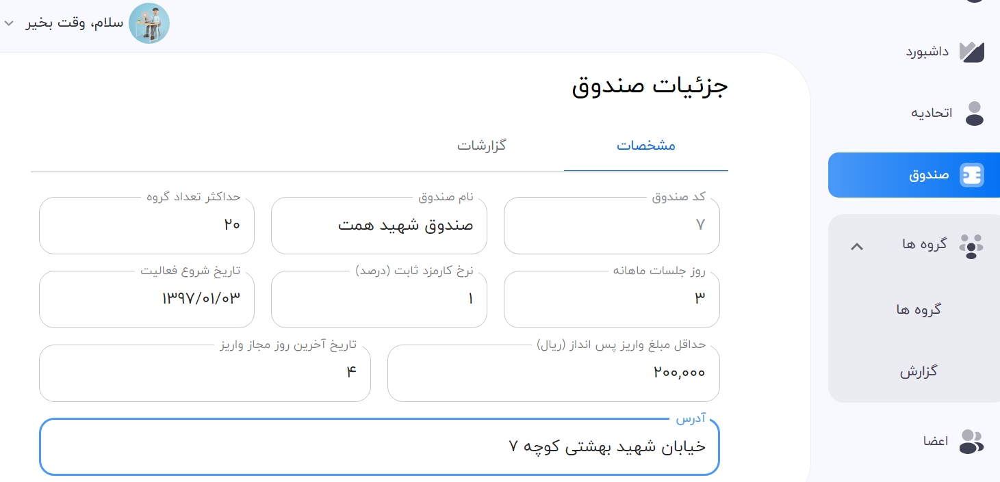 سلام، وقت بخیر
داشبورد
اتحادیه
صندوق
گروه ها
گروه ها
گزارش
اعضا
جزئیات صندوق
مشخصات
گزارشات
کد صندوق
۷
نام صندوق
صندوق شهید همت
حداکثر تعداد گروه
۲۰
روز جلسات ماهانه
۳
نرخ کارمزد ثابت (درصد)
۱
تاریخ شروع فعالیت
۱۳۹۷/۰۱/۰۳
حداقل مبلغ واریز پس انداز (ریال)
۲۰۰,۰۰۰
تاریخ آخرین روز مجاز واریز
۴
آدرس
خیابان شهید بهشتی کوچه ۷